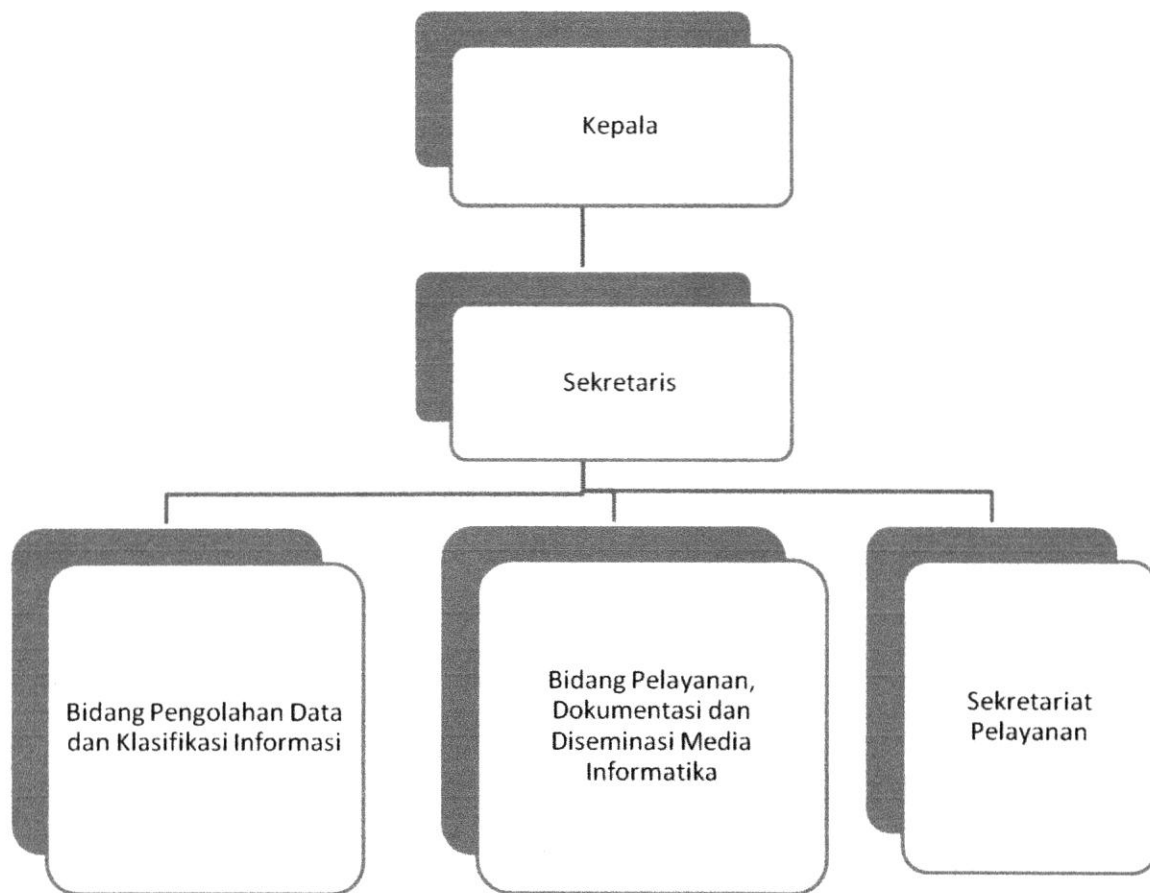 Kepala
Sekretaris
Bidang Pengolahan Data
dan Klasifikasi Informasi
Bidang Pelayanan,
Dokumentasi dan
Diseminasi Media
Informatika
Sekretariat
Pelayanan